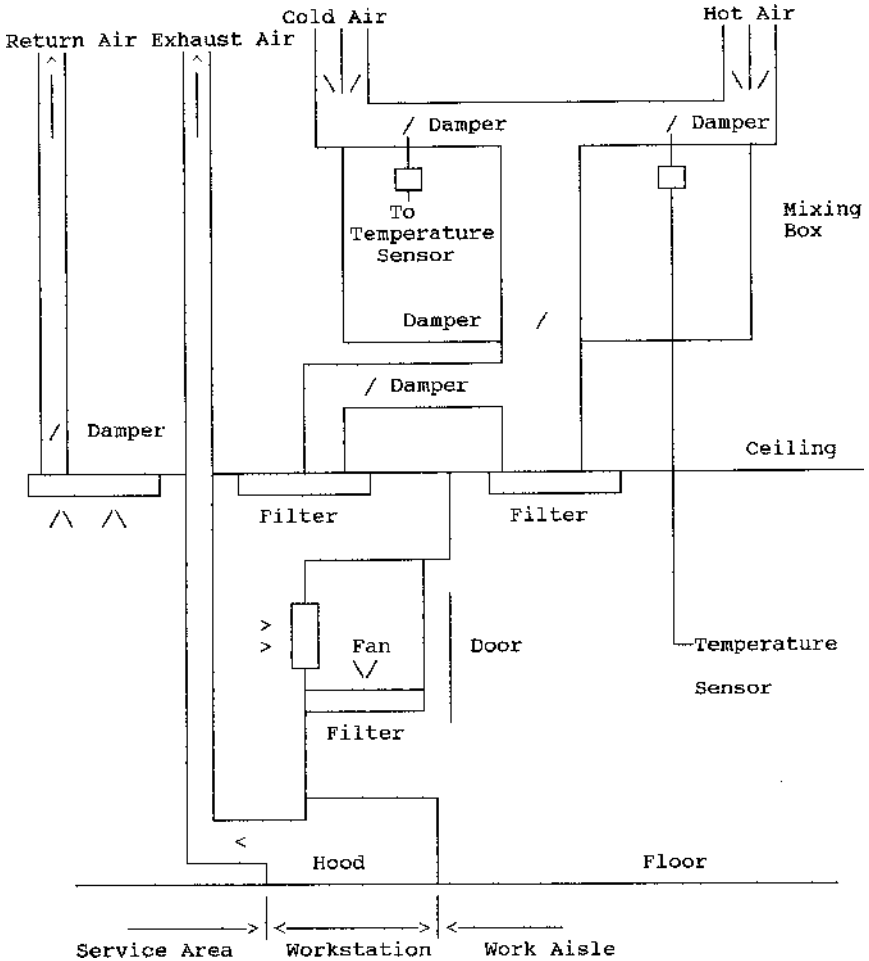 Cold Air
Hot Air
Return Air Exhaust Air
Damper
Damper
To
Temperature
Sensor
Mixing
Box
Damper
Damper
Damper
Ceiling
Filter
Filter
Fan
Door
Temperature
Sensor
Filter
Hood
Floor
Service Area
Workstation
Work Aisle